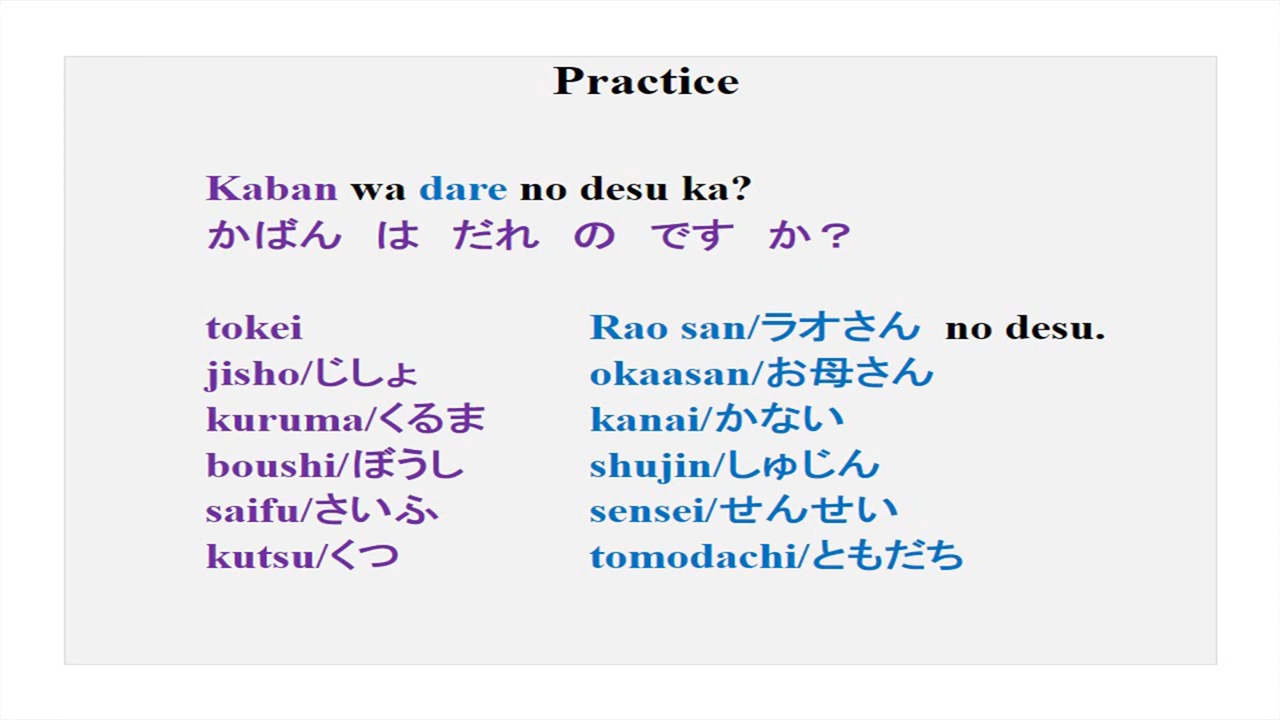 Practice
Kaban wa dare no desu ka?
かばん は だれ の です か？
tokei Rao san/ラオさん no desu.
jisho/じしょ okaasan/お母さん
kuruma/くるま kanai/かない
boushi/ぼうし shujin/しゅじん
saifu/さいふ sensei/せんせい
kutsu/くつ tomodachi/ともだち